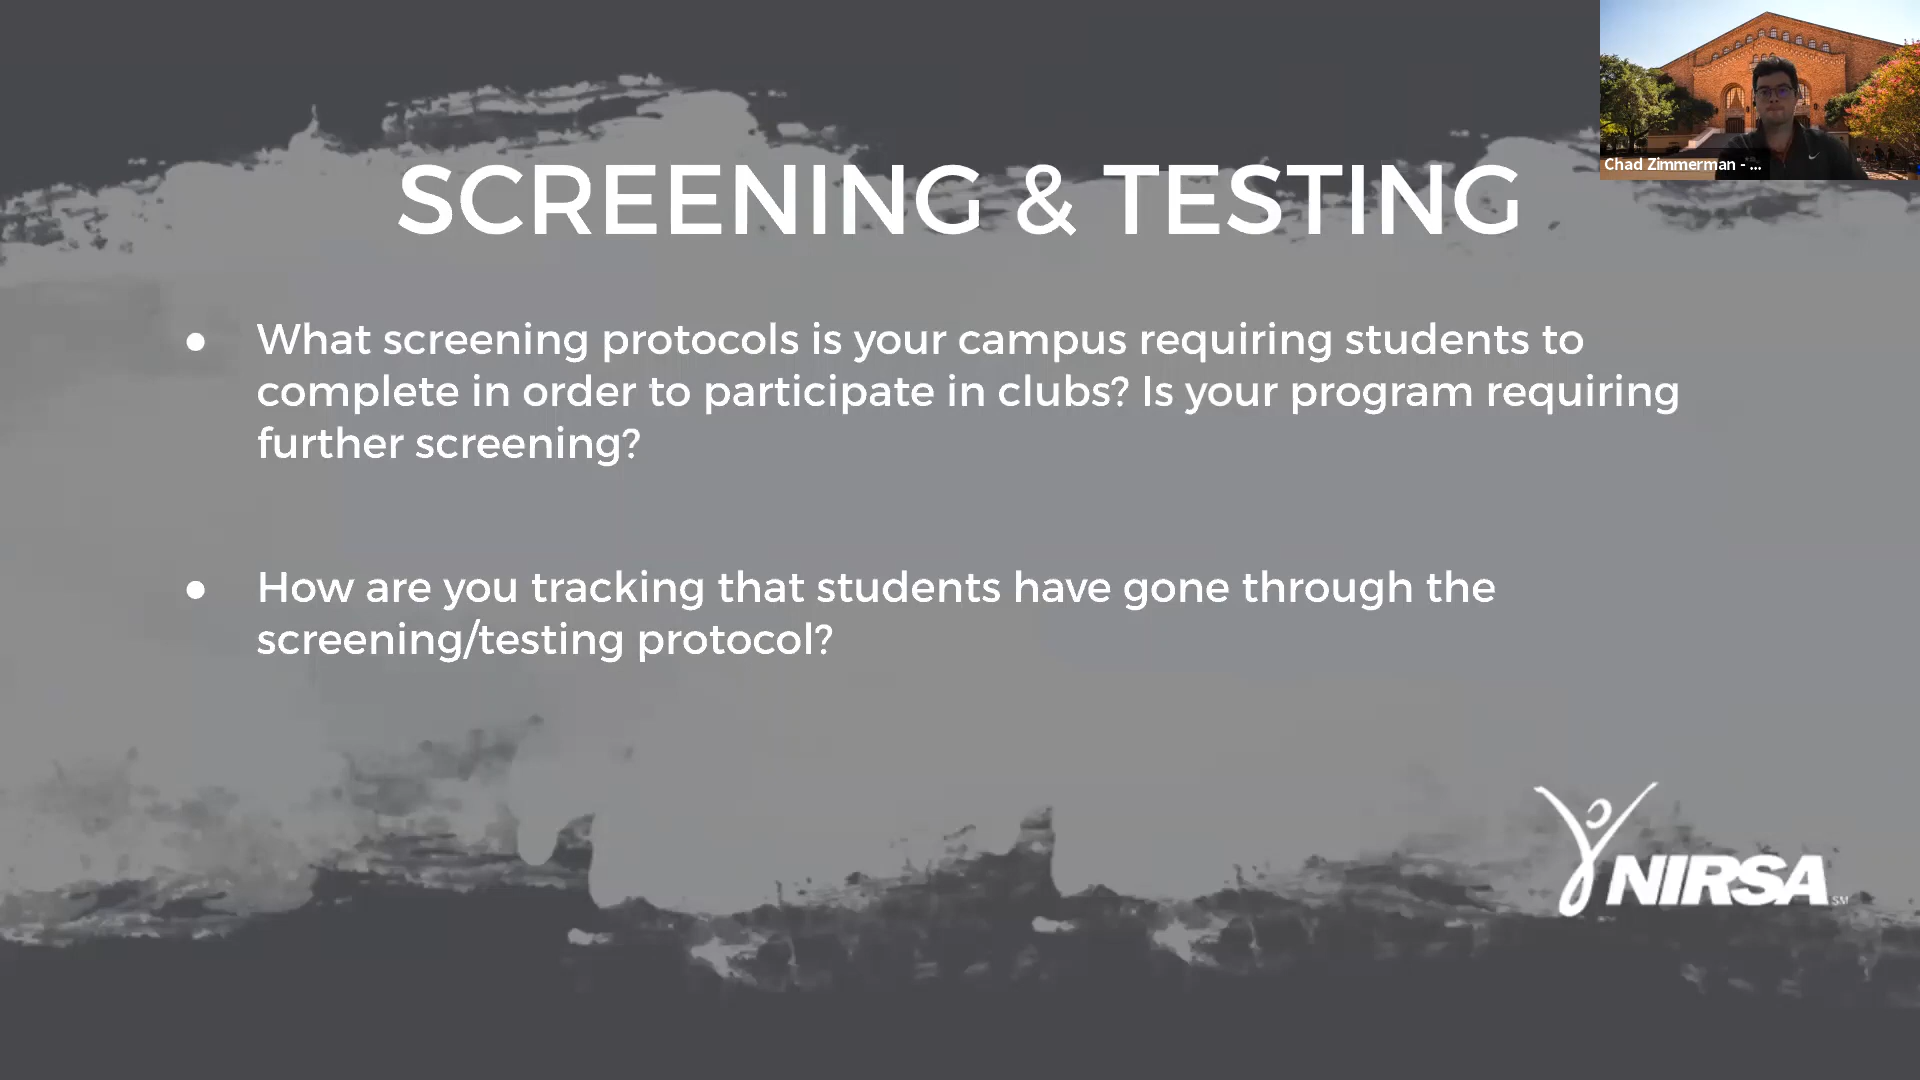 Chad Zimmerman - ...
SCREENING & TESTING
● What screening protocols is your campus requiring students to
complete in order to participate in clubs? Is your program requiring
further screening?
● How are you tracking that students have gone through the
screening/testing protocol?
NIRSA SM